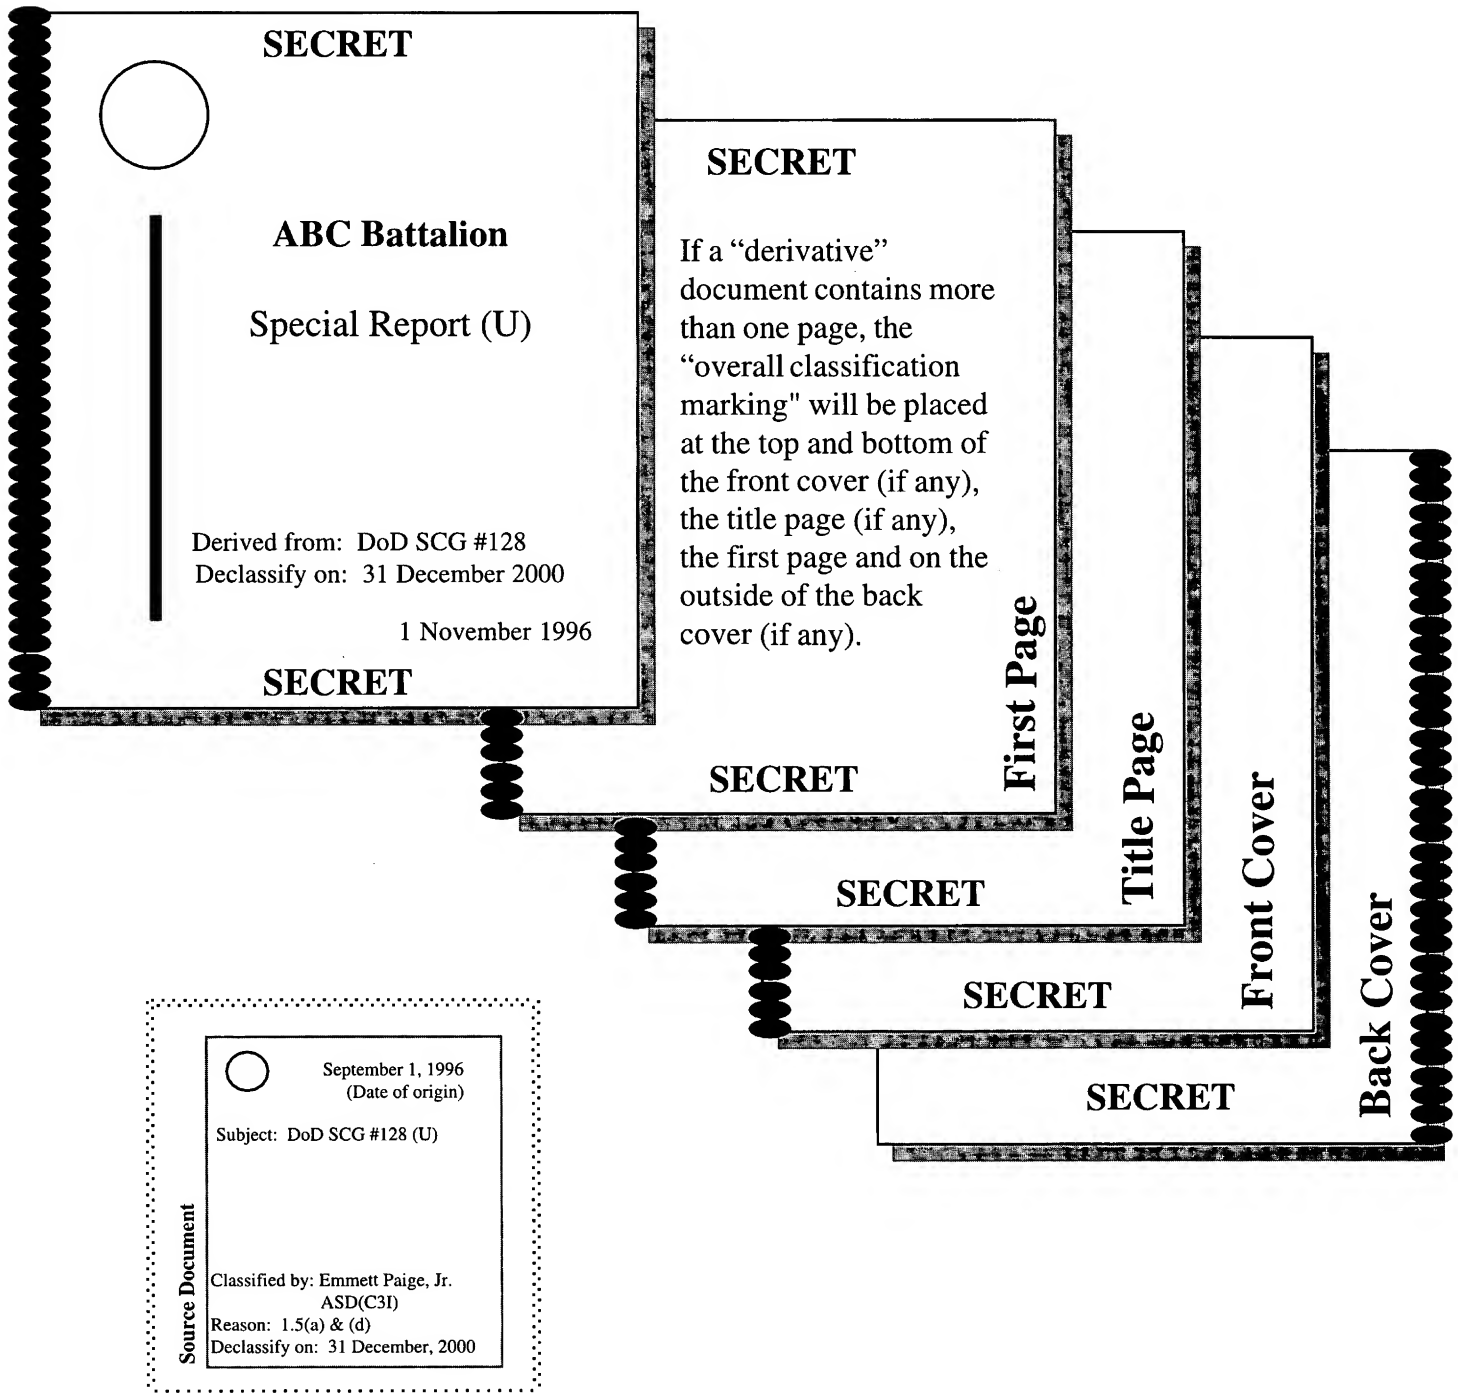 SECRET
ABC Battalion
Special Report (U)
Derived from: DoD SCG #128
Declassify on: 31 December 2000
1 November 1996
SECRET
SECRET
If a “derivative”
document contains more
than one page, the
“overall classification
marking" will be placed
at the top and bottom of
the front cover (if any),
the title page (if any),
the first page and on the
outside of the back
cover (if any).
First Page
SECRET
Title Page
SECRET
Front Cover
SECRET
Back Cover
SECRET
September 1, 1996
(Date of origin)
Subject: DoD SCG #128 (U)
Source Document
Classified by: Emmett Paige, Jr.
ASD(C3I)
Reason: 1.5(a) & (d)
Declassify on: 31 December, 2000